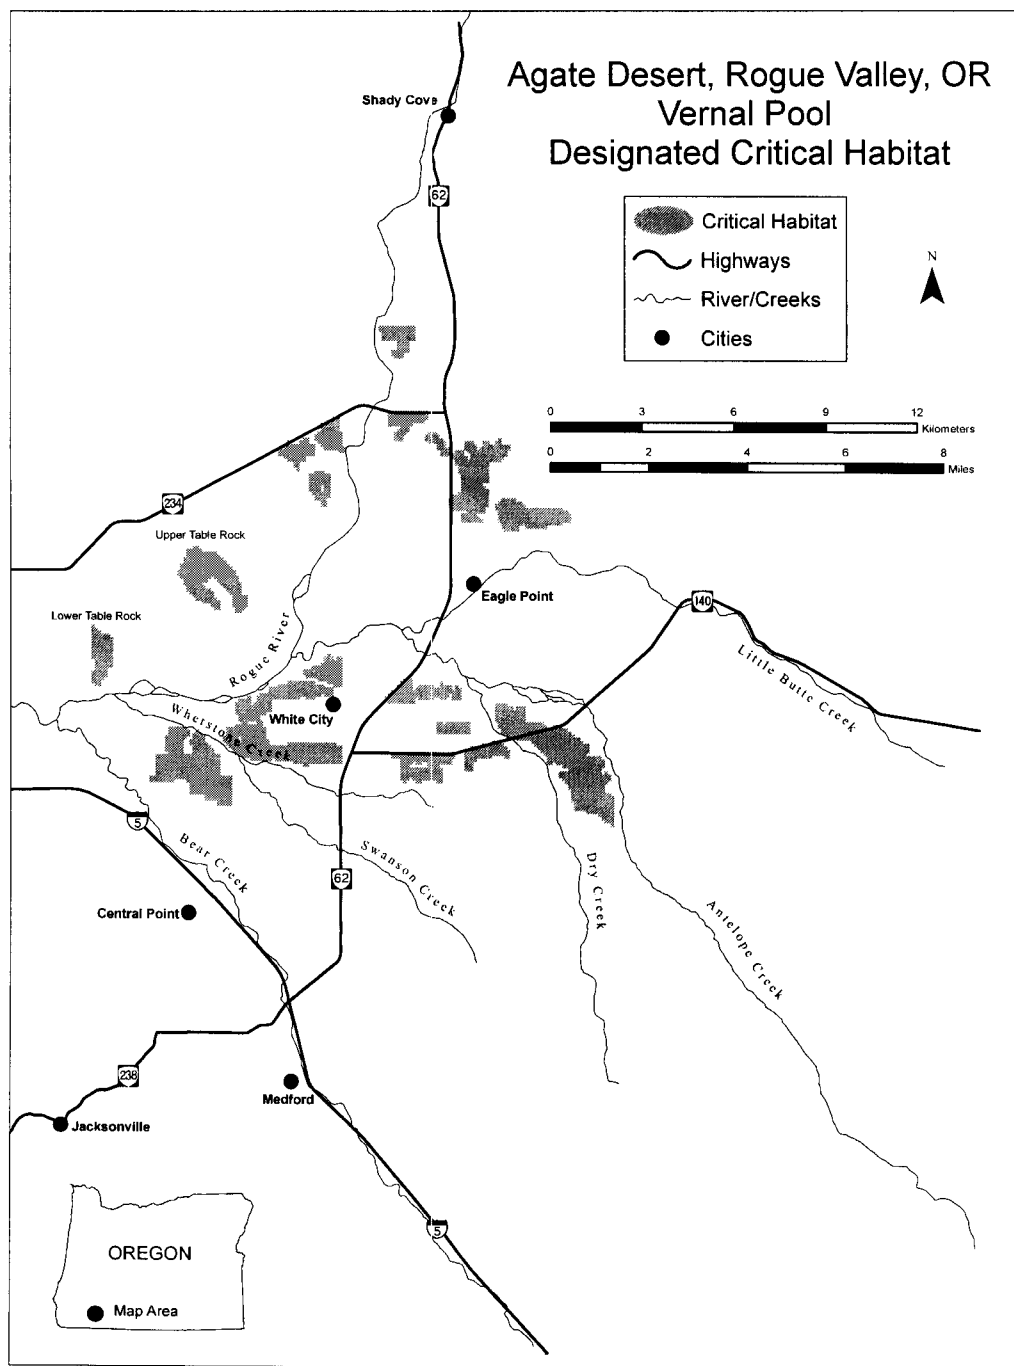 Agate Desert, Rogue Valley, OR
Vernal Pool
Designated Critical Habitat
Shady Cove
62
Critical Habitat
Highways
River/Creeks
Cities
N
0 3 6 9 12
Kilometers
0 2 4 6 8
Miles
234
Upper Table Rock
Lower Table Rock
Eagle Point
140
Rogue River
Little Butte Creek
White City
Whetstone Creek
5
Bear Creek
Swanson Creek
62
Dry Creek
Antelope Creek
Central Point
238
Medford
Jacksonville
5
OREGON
Map Area